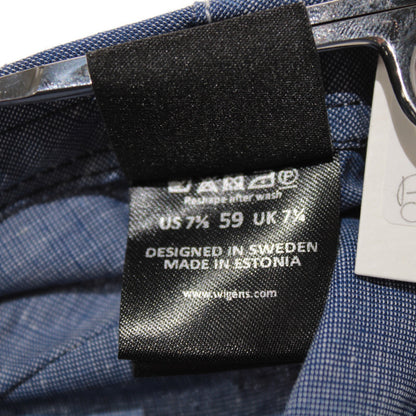 Reshape after wash
US 7⅜ 59 UK 7¼
DESIGNED IN SWEDEN
MADE IN ESTONIA
www.wigens.com